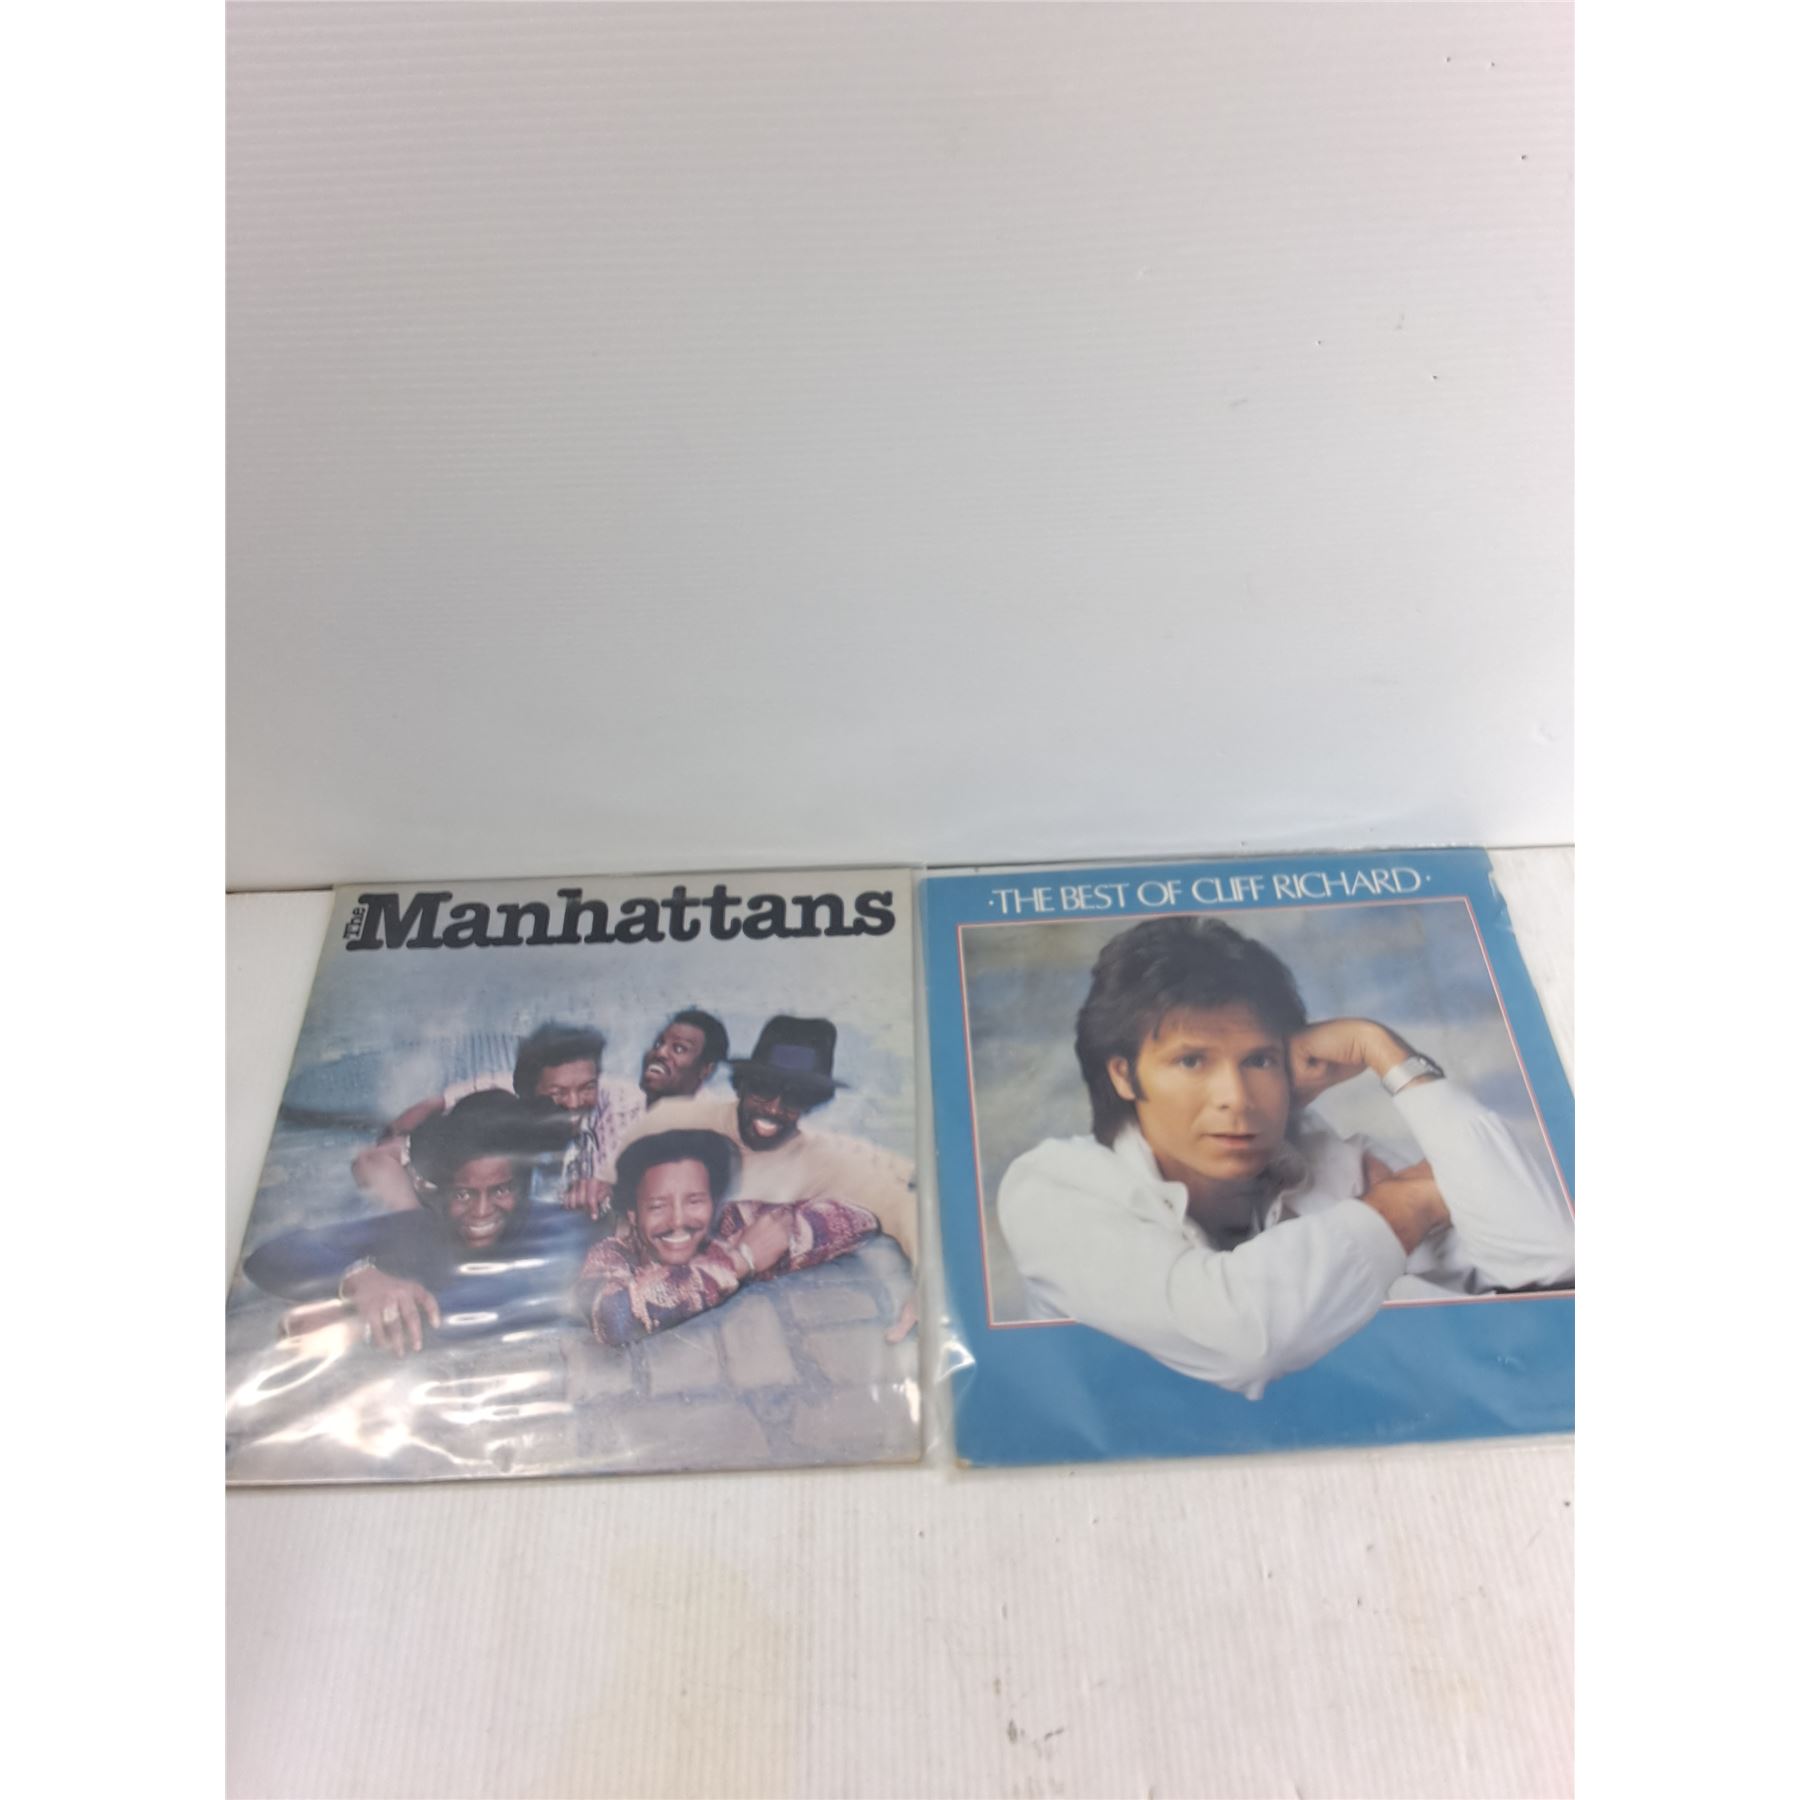 The Manhattans
·THE BEST OF CLIFF RICHARD·